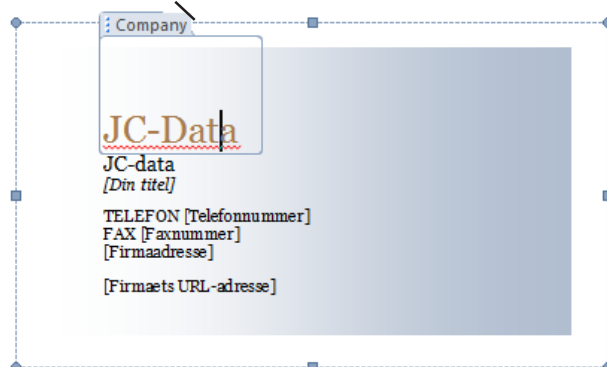 Company
JC-Data
JC-data
[Din titel]
TELEFON [Telefonnummer]
FAX [Faxnummer]
[Firmaadresse]
[Firmaets URL-adresse]